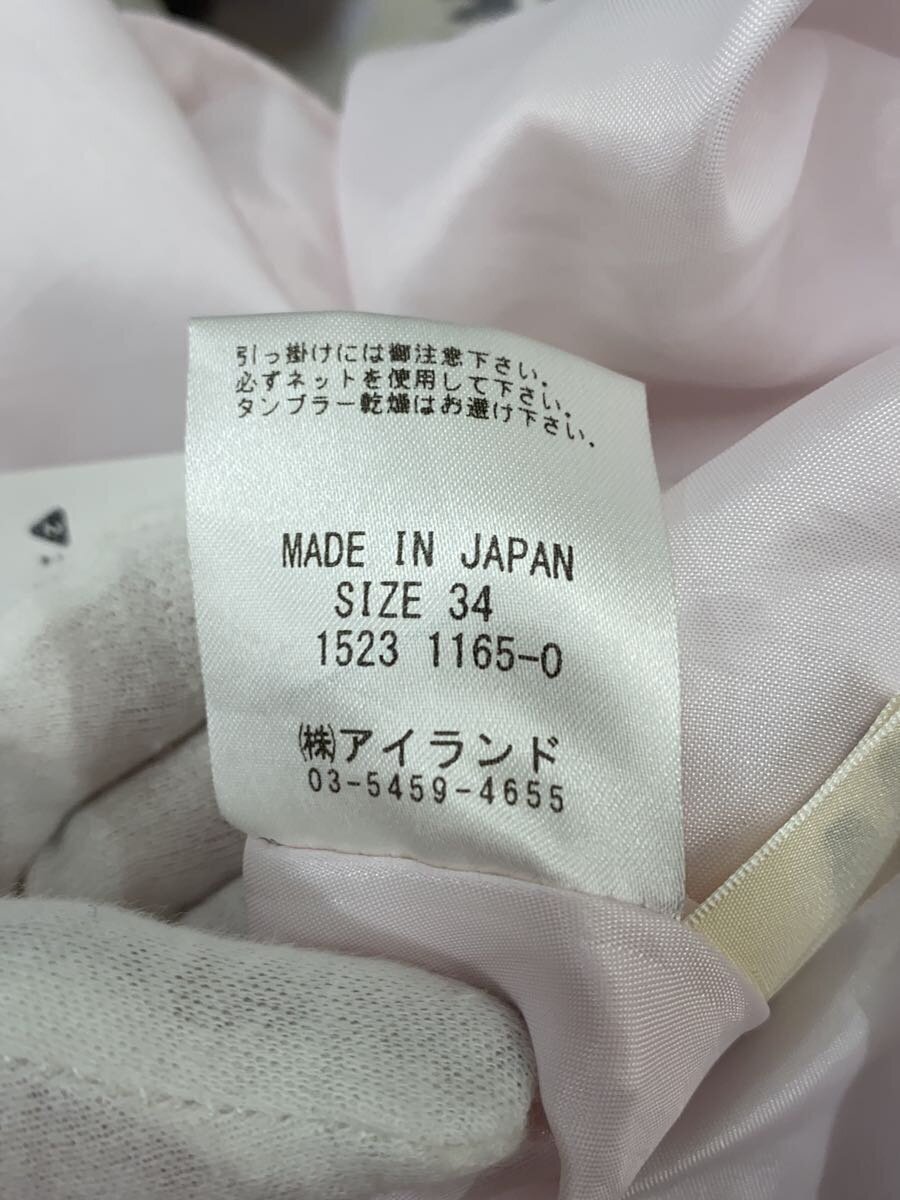 引っ掛けには御注意下さい。
必ずネットを使用して下さい。
タンブラー乾燥はお避け下さい。
MADE IN JAPAN
SIZE 34
1523 1165-0
㈱アイランド
03-5459-4655